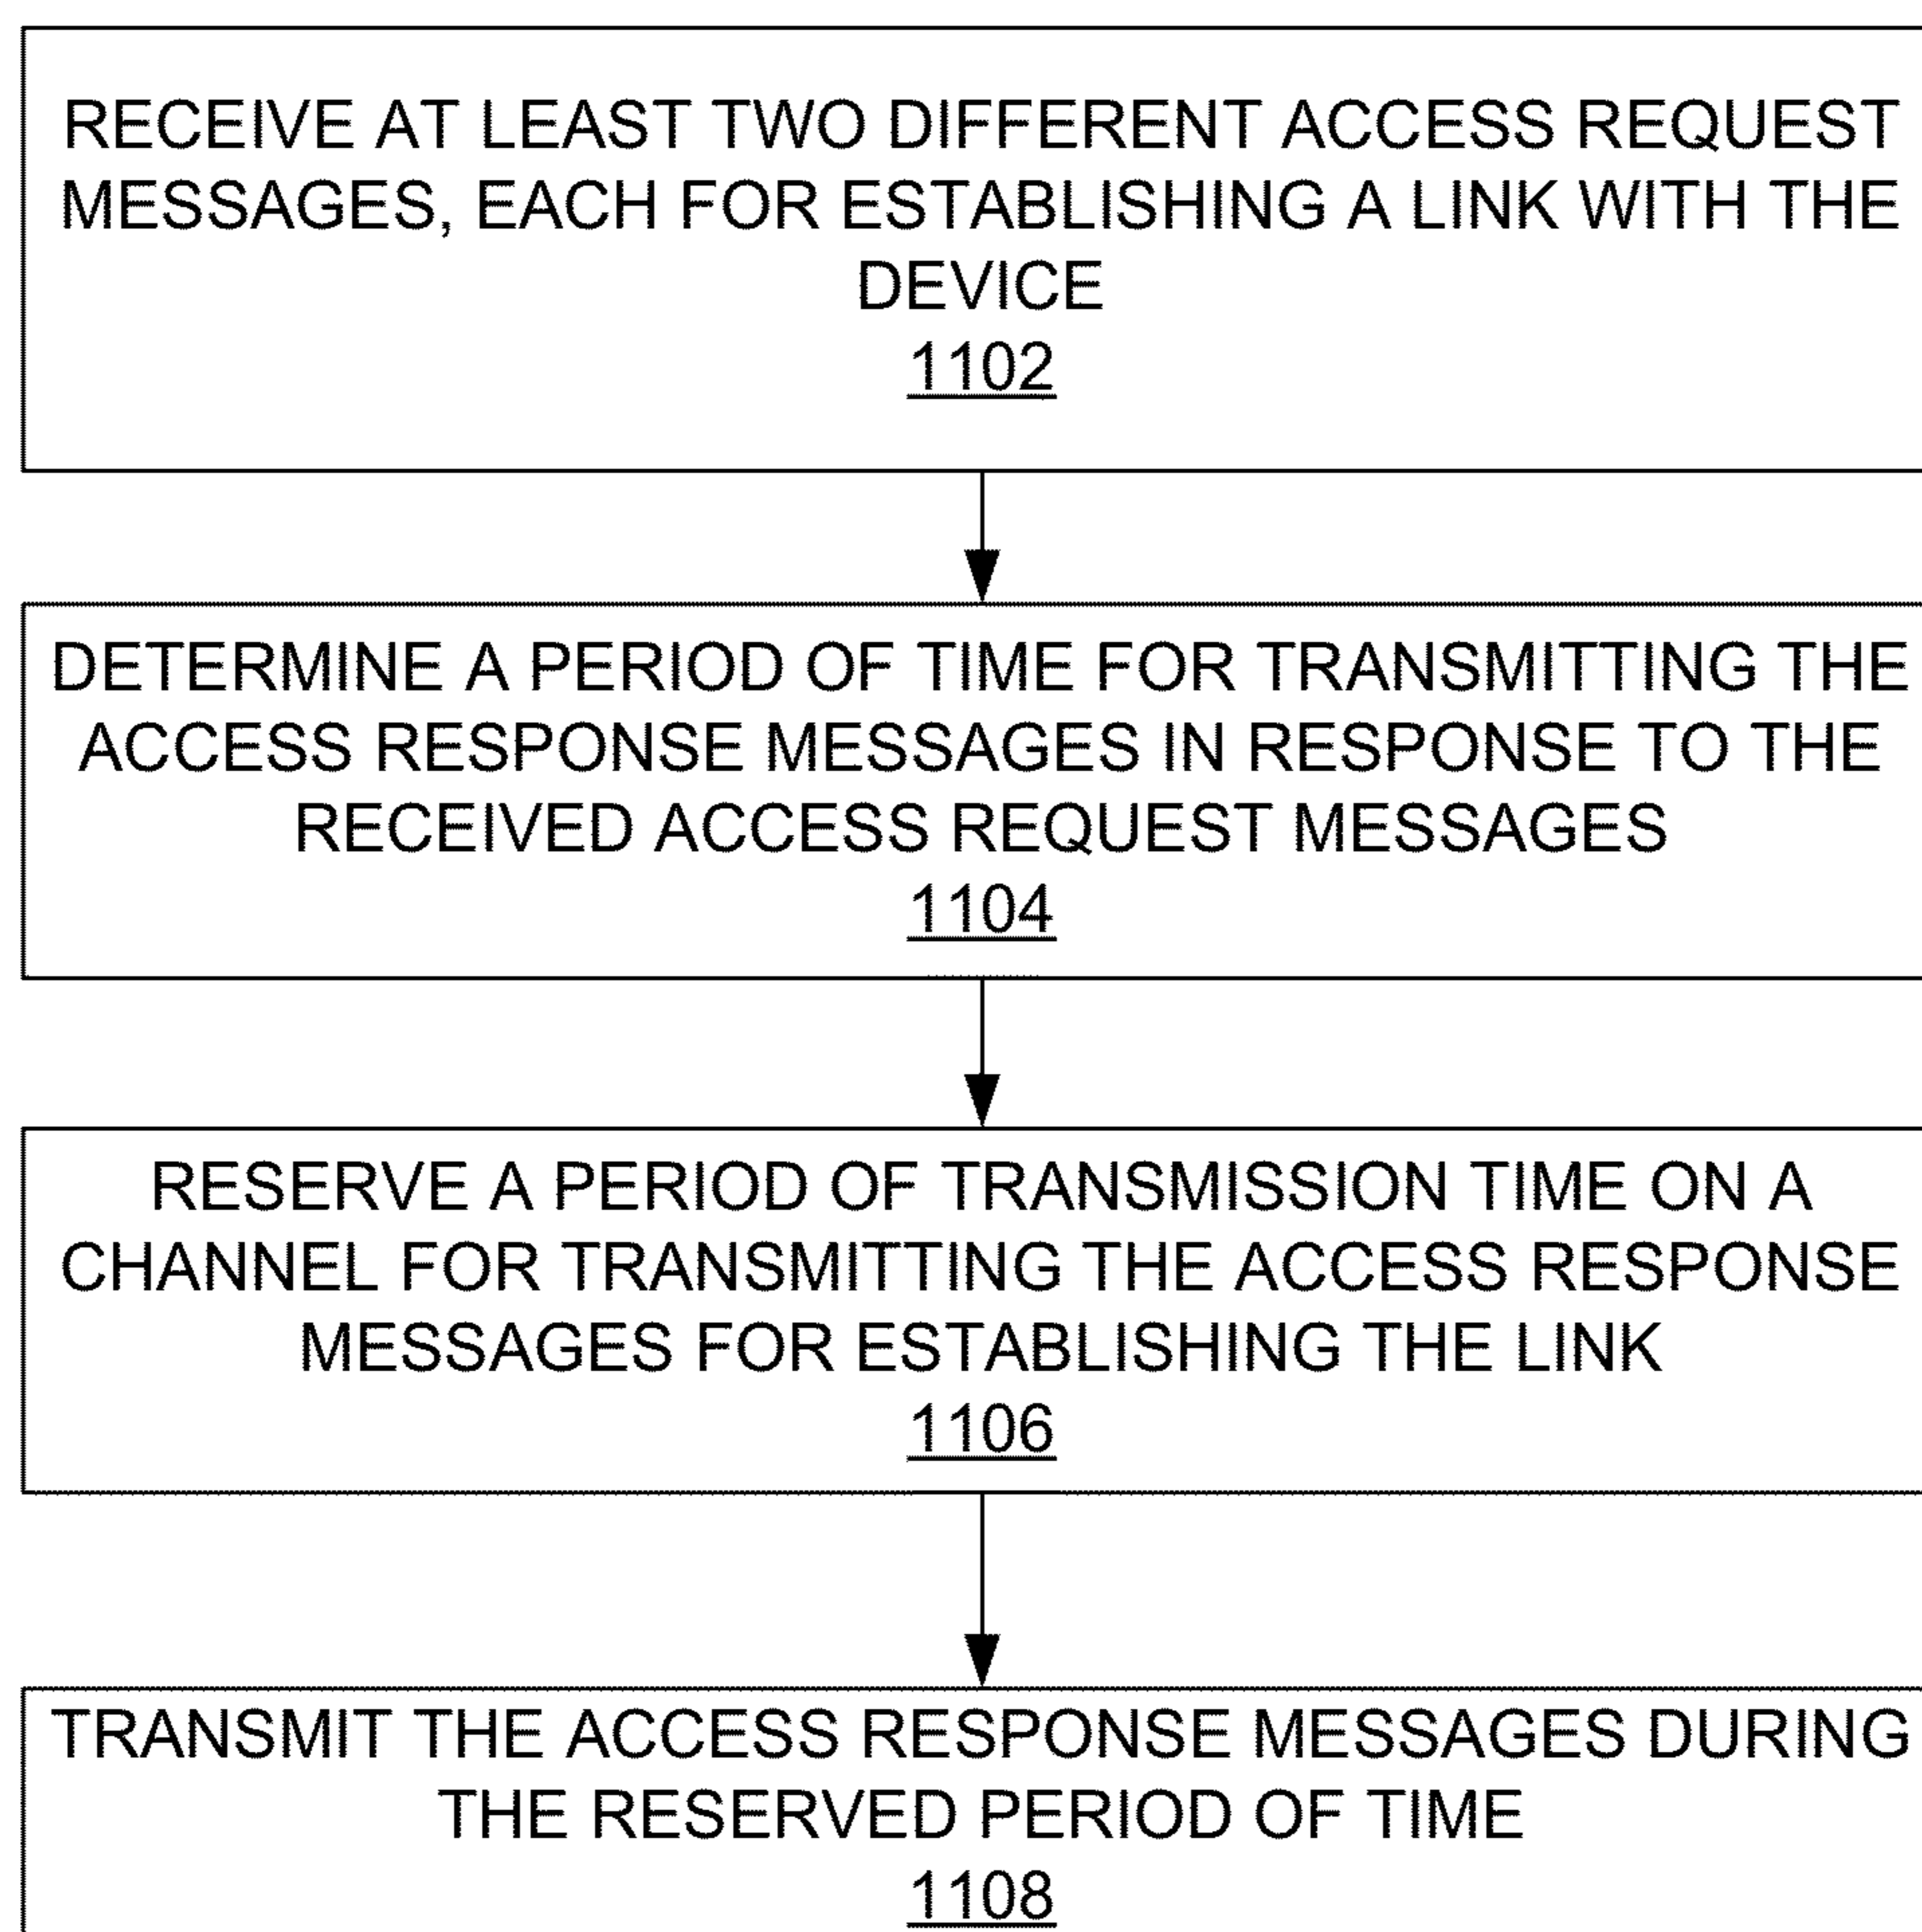 RECEIVE AT LEAST TWO DIFFERENT ACCESS REQUEST
MESSAGES, EACH FOR ESTABLISHING A LINK WITH THE
DEVICE
1102
DETERMINE A PERIOD OF TIME FOR TRANSMITTING THE
ACCESS RESPONSE MESSAGES IN RESPONSE TO THE
RECEIVED ACCESS REQUEST MESSAGES
1104
RESERVE A PERIOD OF TRANSMISSION TIME ON A
CHANNEL FOR TRANSMITTING THE ACCESS RESPONSE
MESSAGES FOR ESTABLISHING THE LINK
1106
TRANSMIT THE ACCESS RESPONSE MESSAGES DURING
THE RESERVED PERIOD OF TIME
1108